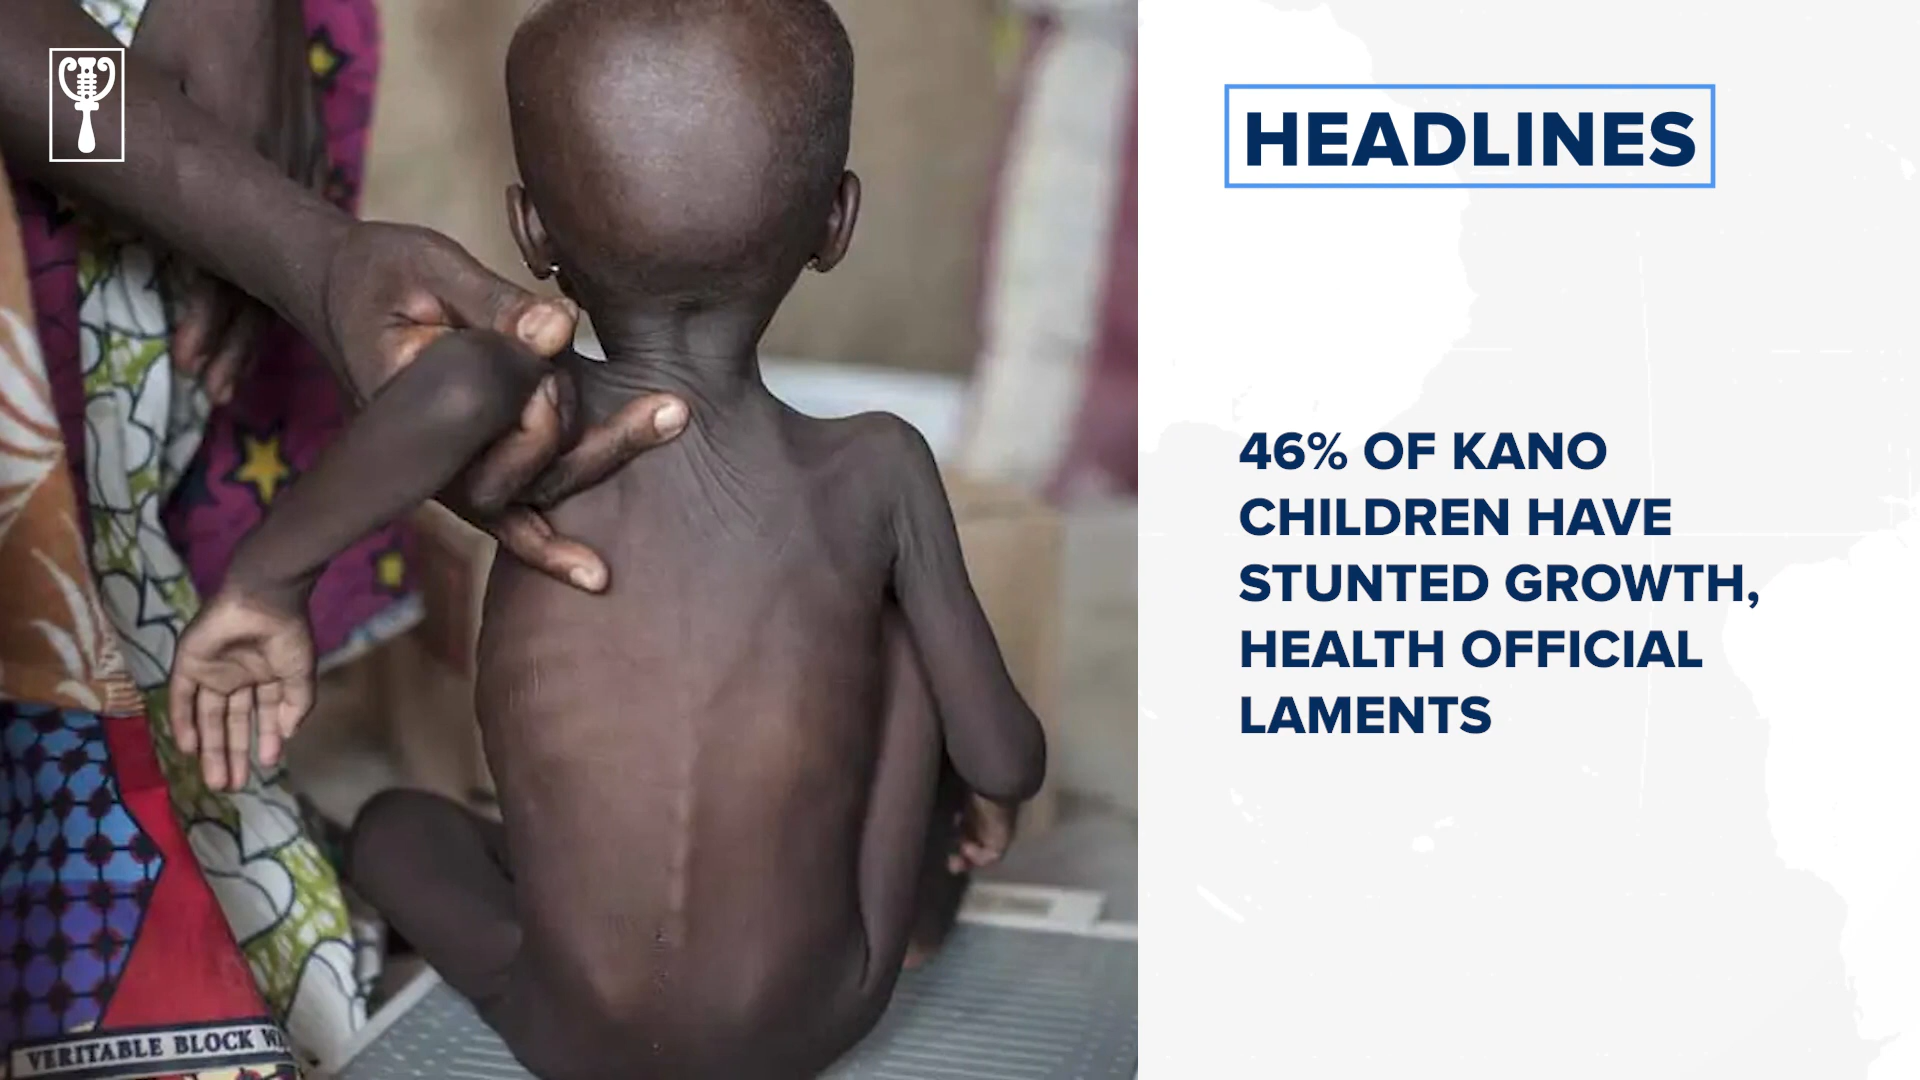 HEADLINES
46% OF KANO
CHILDREN HAVE
STUNTED GROWTH,
HEALTH OFFICIAL
LAMENTS
VERITABLE BLOCK